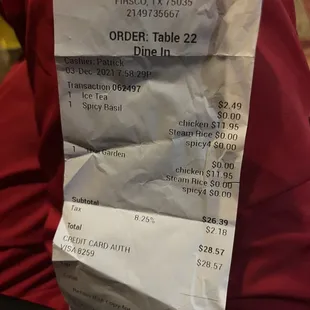 FRISCO, TX 75035
2149735667
ORDER: Table 22
Dine In
Cashier: Patrick
03-Dec-2021 7:58:29P
Transaction 062497
1 Ice Tea $2.49
1 Spicy Basil $0.00
chicken $11.95
Steam Rice $0.00
spicy4 $0.00
1 Garden $0.00
chicken $11.95
Steam Rice $0.00
spicy4 $0.00
Subtotal $26.39
Tax 8.25% $2.18
Total $28.57
CREDIT CARD AUTH $28.57
VISA 8259